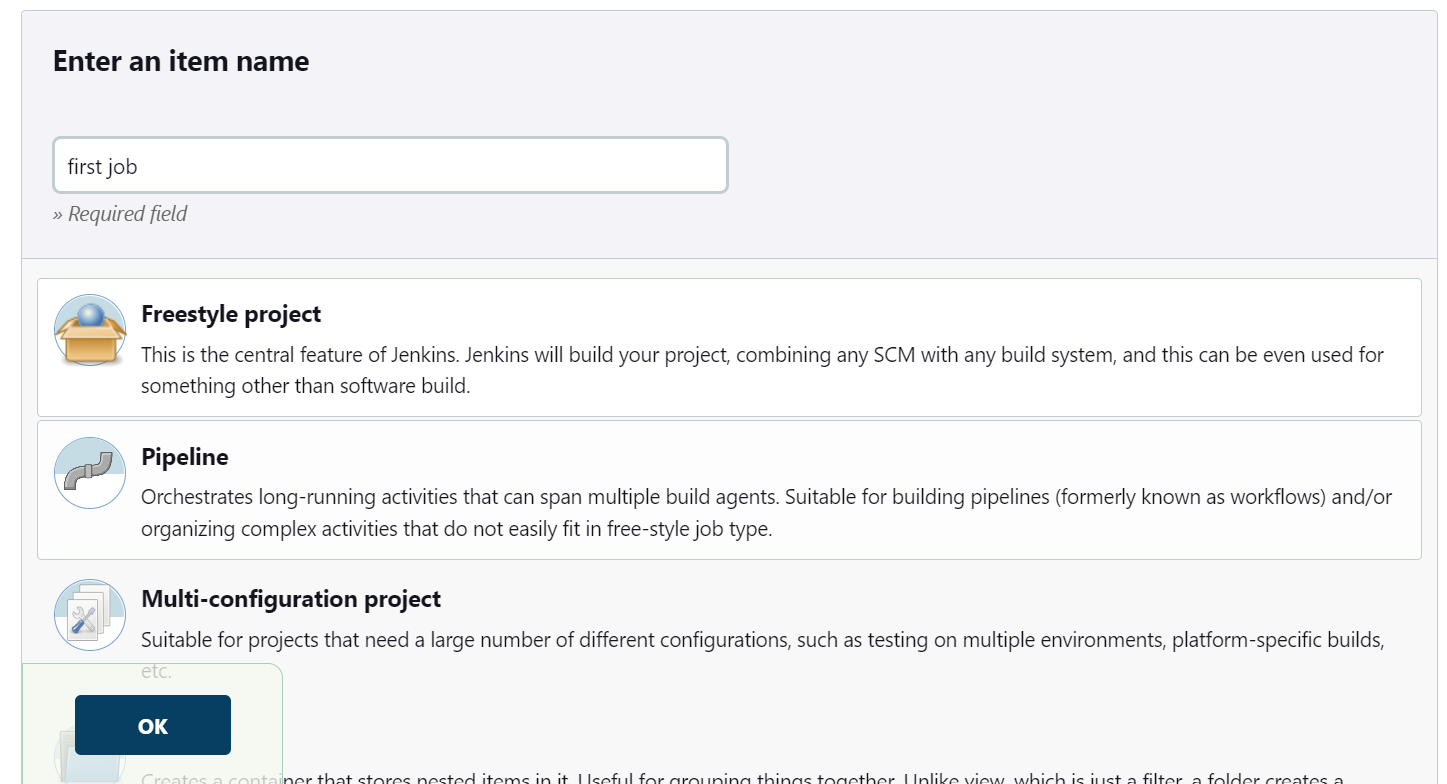 Enter an item name
first job
» Required field
Freestyle project
This is the central feature of Jenkins. Jenkins will build your project, combining any SCM with any build system, and this can be even used for
something other than software build.
Pipeline
Orchestrates long-running activities that can span multiple build agents. Suitable for building pipelines (formerly known as workflows) and/or
organizing complex activities that do not easily fit in free-style job type.
Multi-configuration project
Suitable for projects that need a large number of different configurations, such as testing on multiple environments, platform-specific builds,
etc.
OK
Creates a container that stores nested items in it. Useful for grouping things together. Unlike view, which is just a filter, a folder creates a